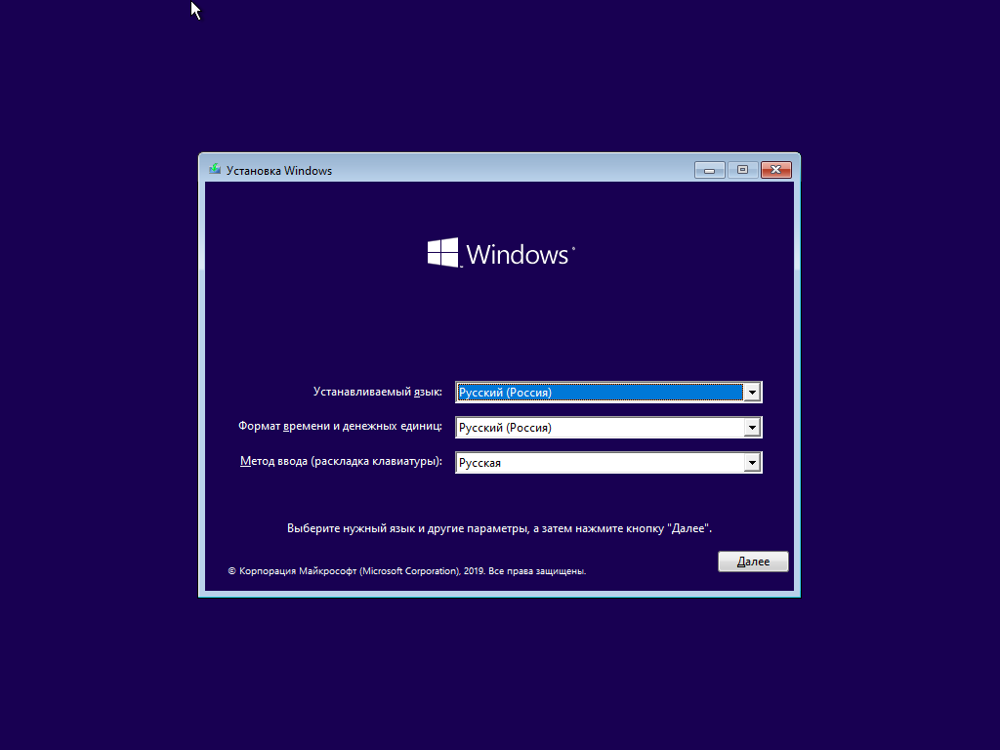 Установка Windows
Windows
Устанавливаемый язык: Русский (Россия)
Формат времени и денежных единиц: Русский (Россия)
Метод ввода (раскладка клавиатуры): Русская
Выберите нужный язык и другие параметры, а затем нажмите кнопку "Далее".
Далее
© Корпорация Майкрософт (Microsoft Corporation), 2019. Все права защищены.